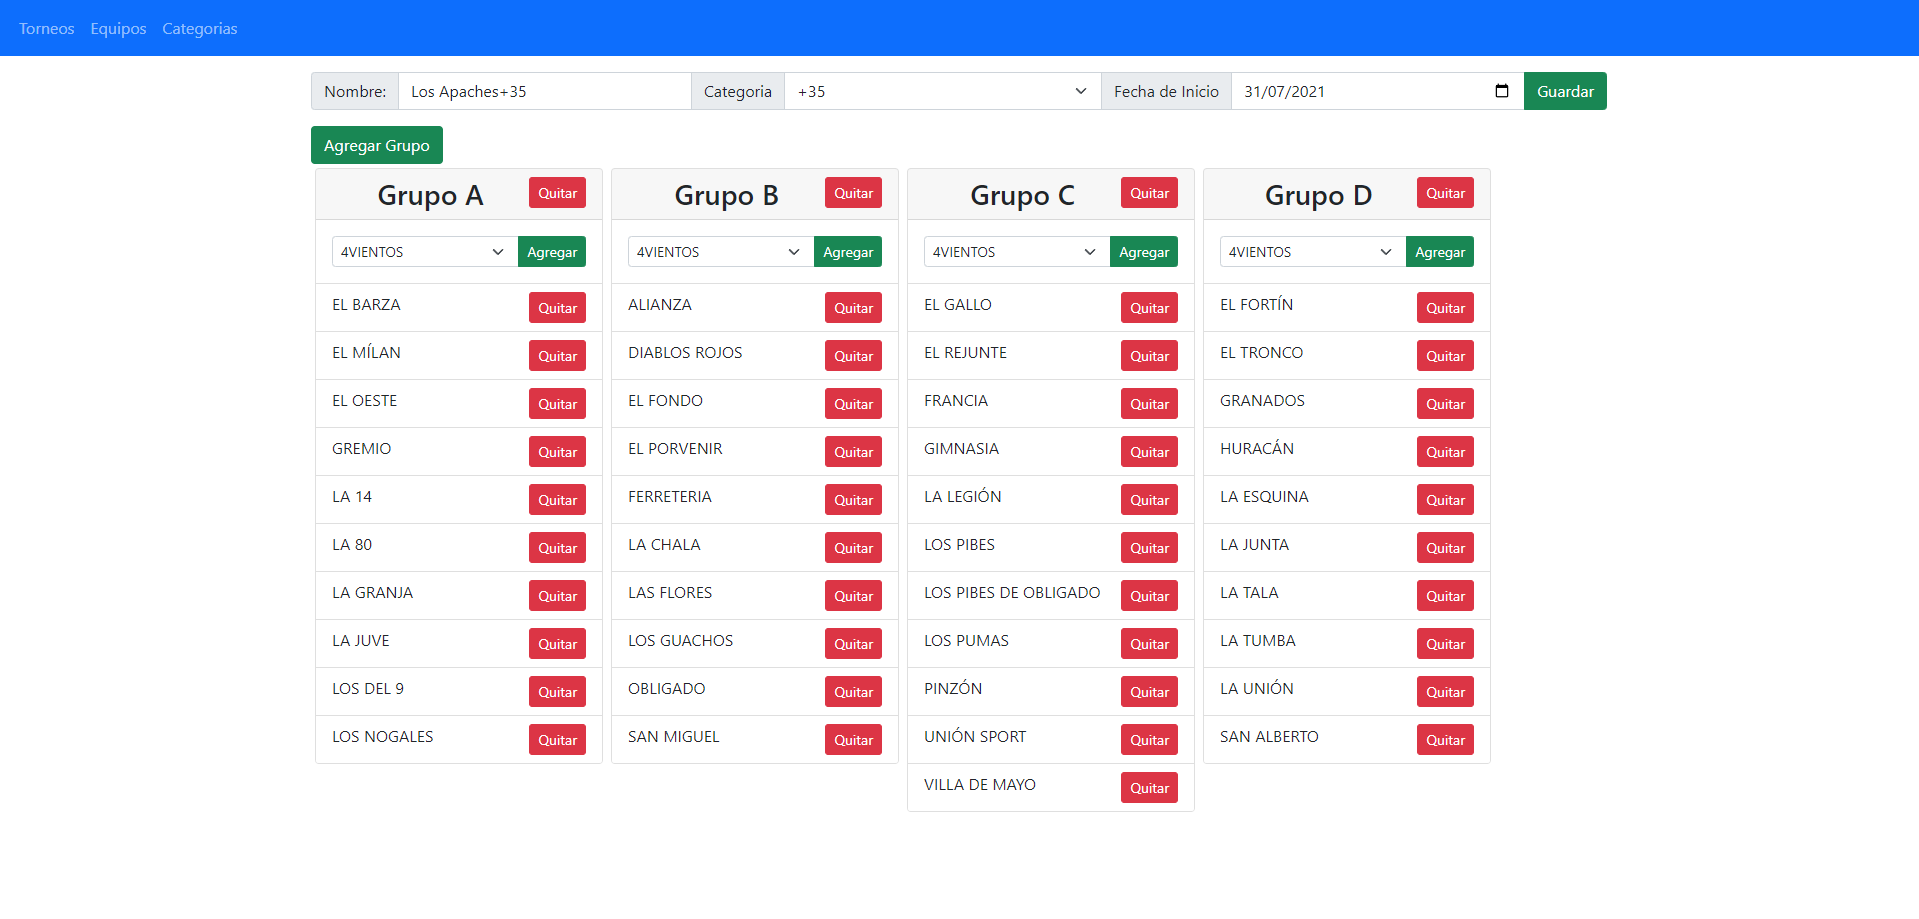 Torneos Equipos Categorias
Nombre: Los Apaches+35 Categoria +35 Fecha de Inicio 31/07/2021 Guardar
Agregar Grupo
Grupo A Quitar
4VIENTOS Agregar
EL BARZA Quitar
EL MÍLAN Quitar
EL OESTE Quitar
GREMIO Quitar
LA 14 Quitar
LA 80 Quitar
LA GRANJA Quitar
LA JUVE Quitar
LOS DEL 9 Quitar
LOS NOGALES Quitar
Grupo B Quitar
4VIENTOS Agregar
ALIANZA Quitar
DIABLOS ROJOS Quitar
EL FONDO Quitar
EL PORVENIR Quitar
FERRETERIA Quitar
LA CHALA Quitar
LAS FLORES Quitar
LOS GUACHOS Quitar
OBLIGADO Quitar
SAN MIGUEL Quitar
Grupo C Quitar
4VIENTOS Agregar
EL GALLO Quitar
EL REJUNTE Quitar
FRANCIA Quitar
GIMNASIA Quitar
LA LEGIÓN Quitar
LOS PIBES Quitar
LOS PIBES DE OBLIGADO Quitar
LOS PUMAS Quitar
PINZÓN Quitar
UNIÓN SPORT Quitar
VILLA DE MAYO Quitar
Grupo D Quitar
4VIENTOS Agregar
EL FORTÍN Quitar
EL TRONCO Quitar
GRANADOS Quitar
HURACÁN Quitar
LA ESQUINA Quitar
LA JUNTA Quitar
LA TALA Quitar
LA TUMBA Quitar
LA UNIÓN Quitar
SAN ALBERTO Quitar